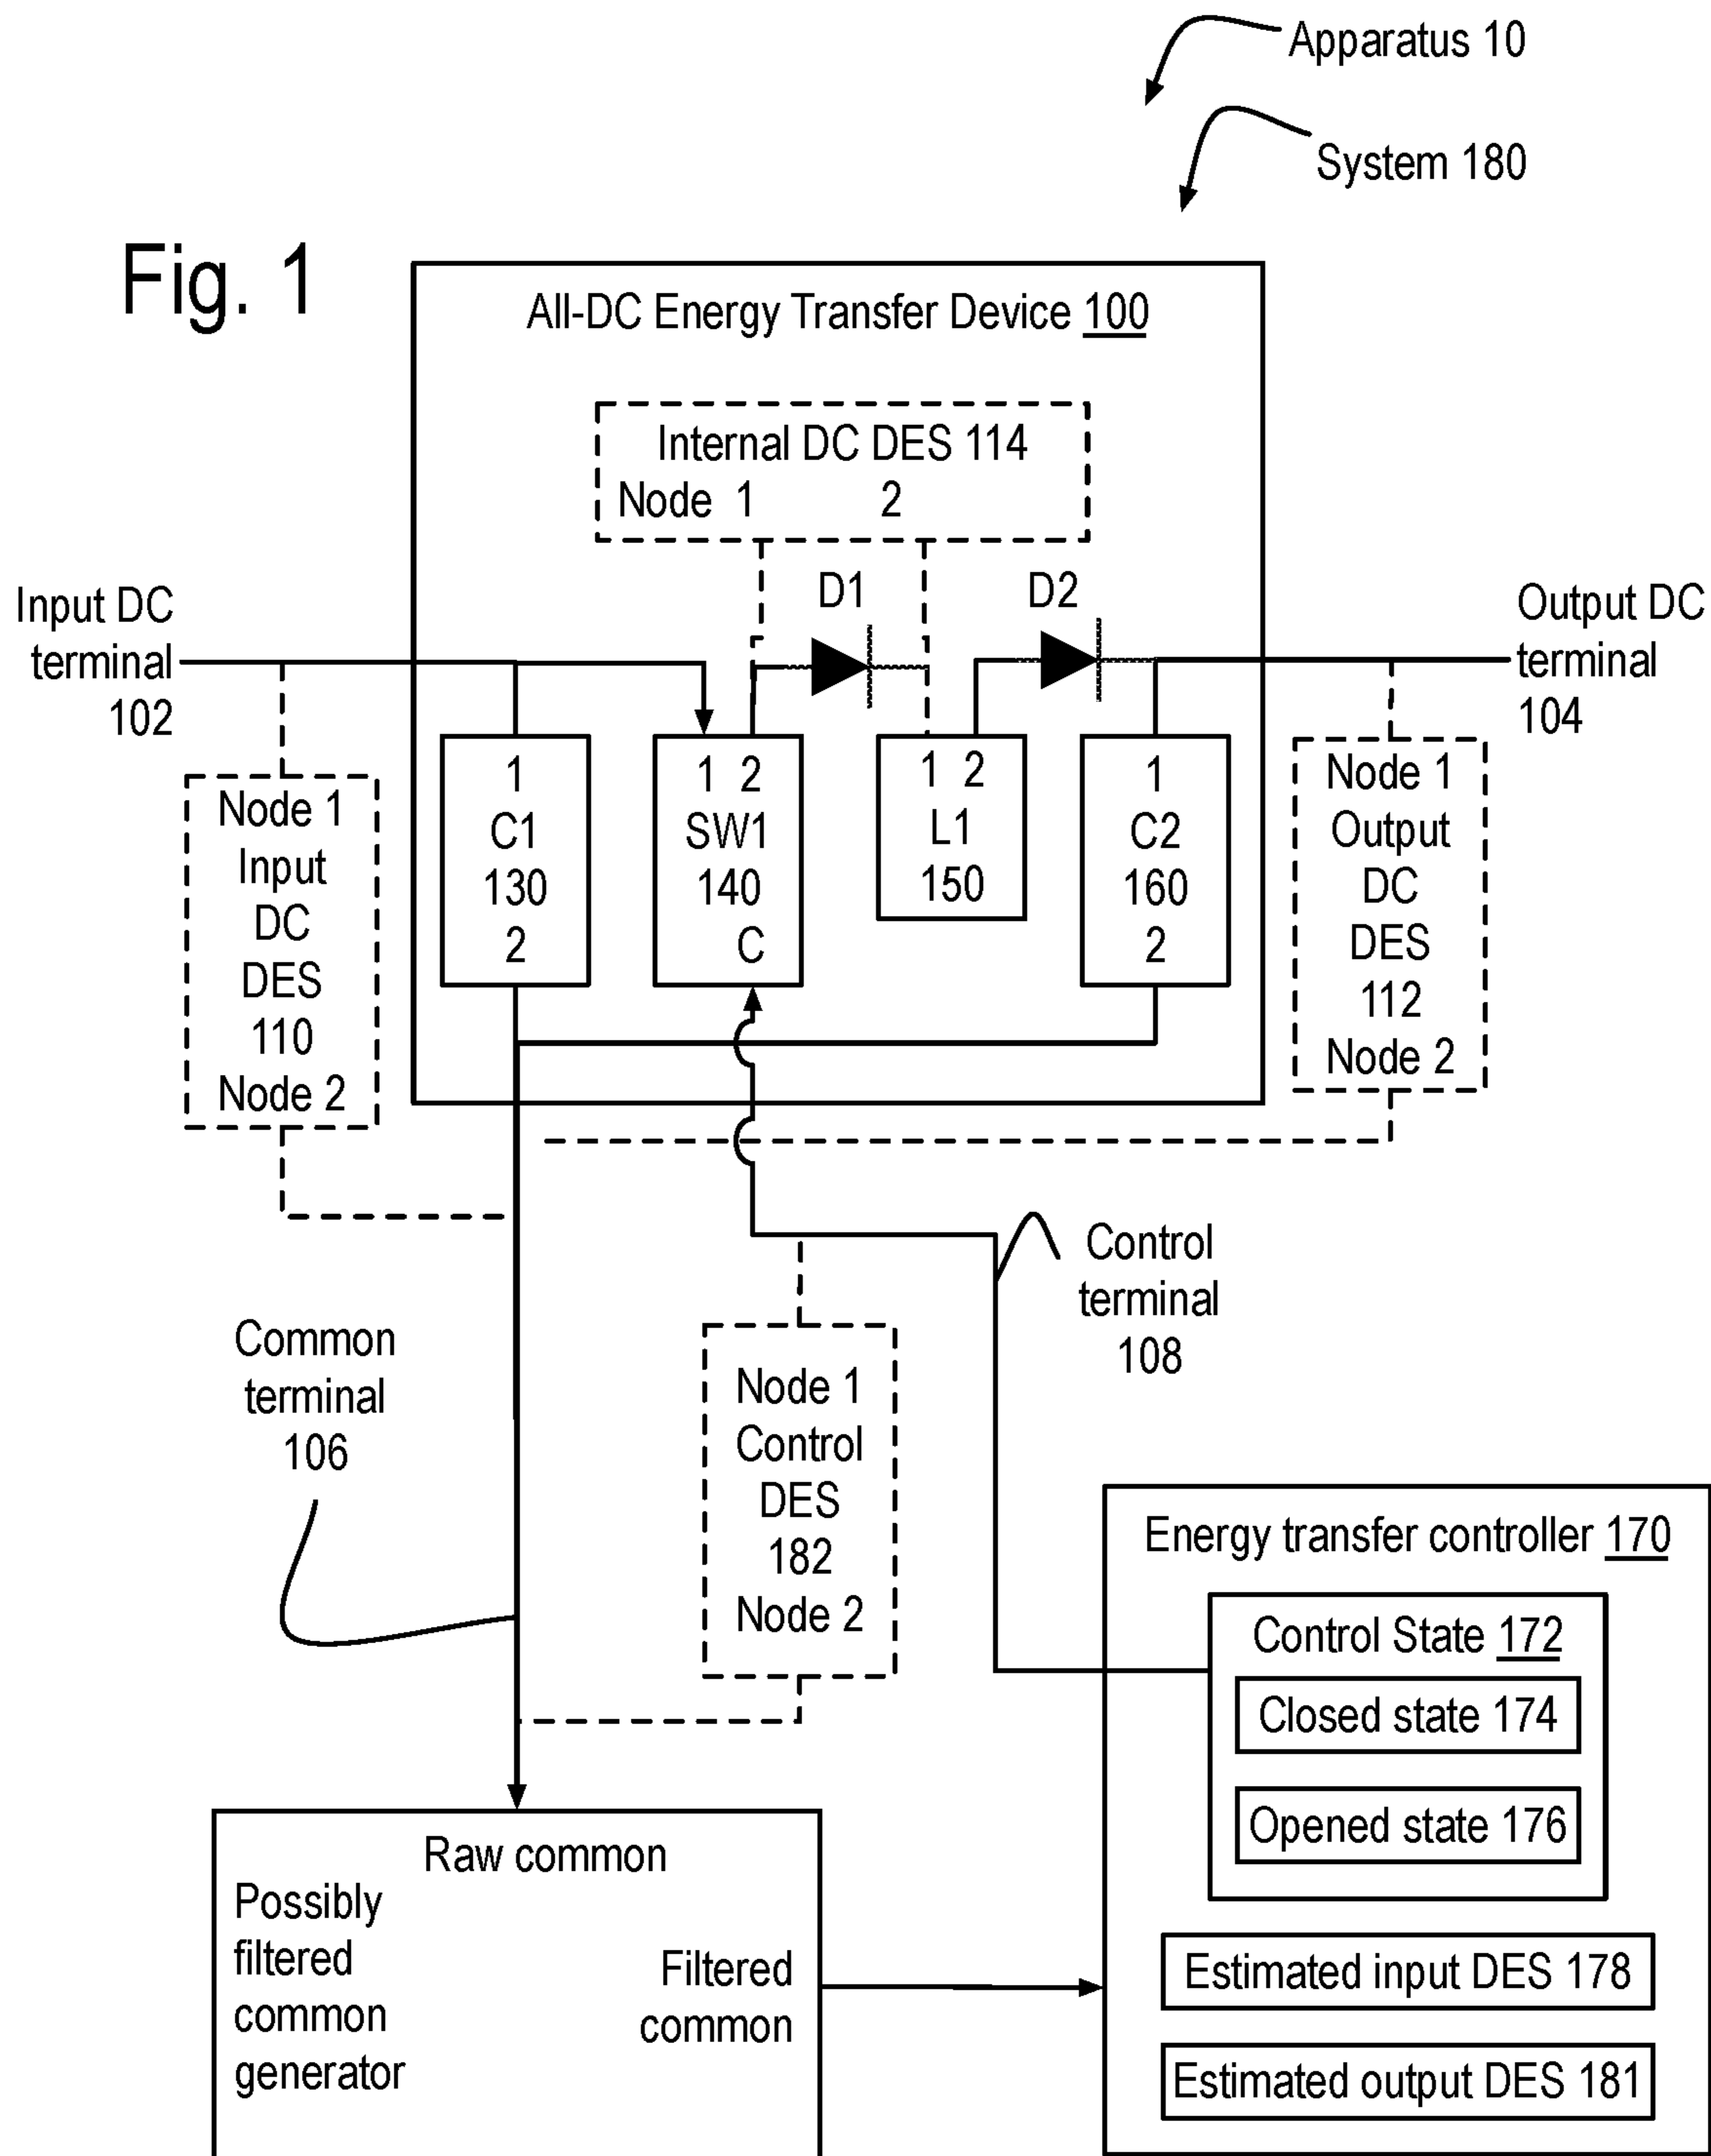 Apparatus 10
System 180
Fig. 1
All-DC Energy Transfer Device 100
Internal DC DES 114
Node 1 2
D1
D2
Input DC
terminal
102
Output DC
terminal
104
Node 1
Input
DC
DES
110
Node 2
1
C1
130
2
1 2
SW1
140
C
1 2
L1
150
1
C2
160
2
Node 1
Output
DC
DES
112
Node 2
Common
terminal
106
Node 1
Control
DES
182
Node 2
Control
terminal
108
Energy transfer controller 170
Control State 172
Closed state 174
Opened state 176
Estimated input DES 178
Estimated output DES 181
Raw common
Possibly
filtered
common
generator
Filtered
common